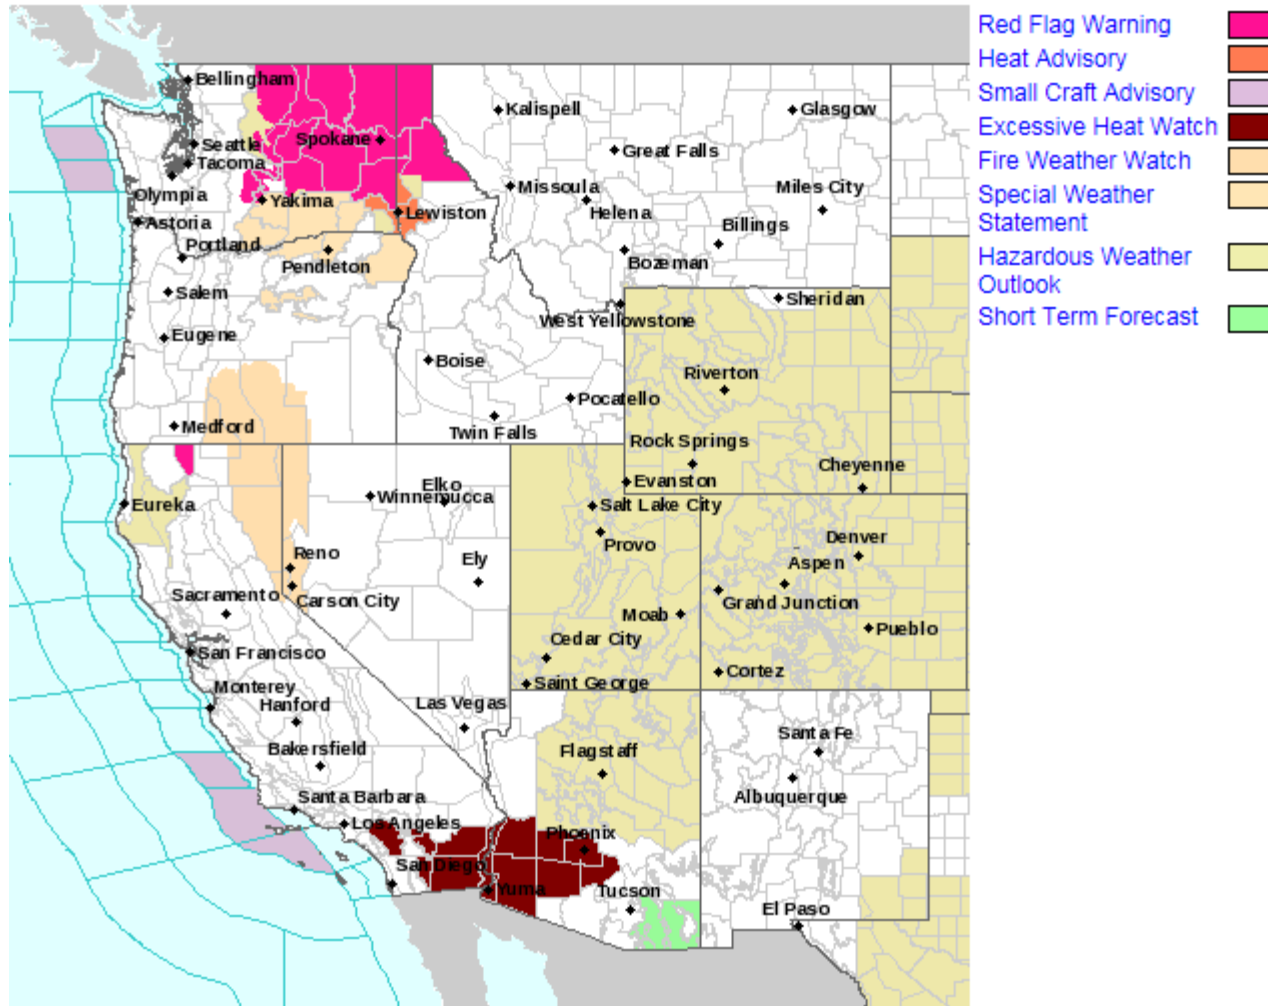 Red Flag Warning
Heat Advisory
Small Craft Advisory
Excessive Heat Watch
Fire Weather Watch
Special Weather
Statement
Hazardous Weather
Outlook
Short Term Forecast
Bellingham
Seattle
Spokane
Tacoma
Olympia
Yakima
Astoria
Lewiston
Portland
Pendleton
Salem
Eugene
Medford
Kalispell
Glasgow
Great Falls
Missoula
Miles City
Helena
Billings
Bozeman
West Yellowstone
Sheridan
Boise
Riverton
Pocatello
Twin Falls
Rock Springs
Cheyenne
Evanston
Eureka
Elko
Winnemucca
Salt Lake City
Provo
Denver
Reno
Ely
Aspen
Sacramento
Carson City
Grand Junction
Moab
Pueblo
San Francisco
Cedar City
Cortez
Monterey
Saint George
Hanford
Las Vegas
Santa Fe
Bakersfield
Flagstaff
Albuquerque
Santa Barbara
Los Angeles
Phoenix
San Diego
Yuma
Tucson
El Paso